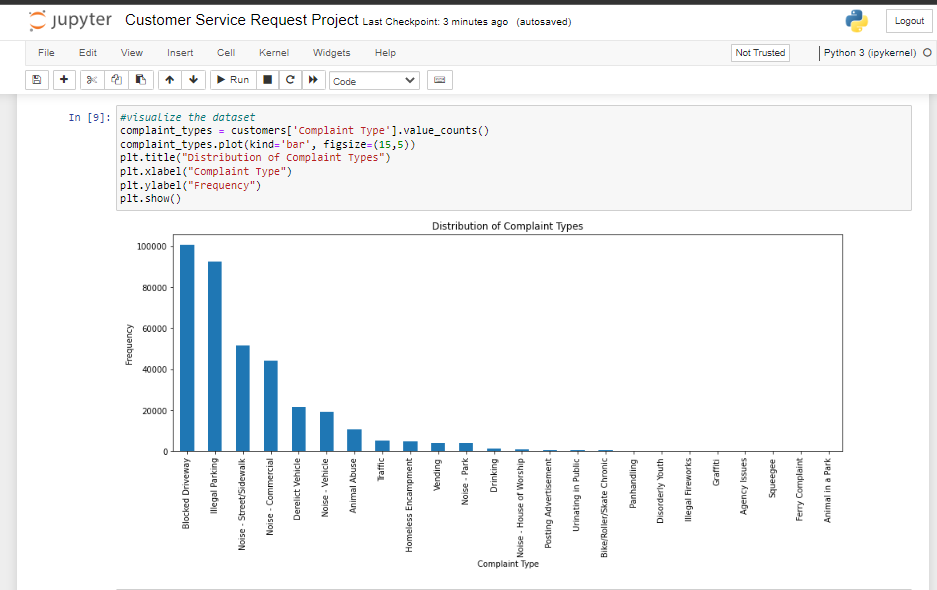 jupyter Customer Service Request Project Last Checkpoint: 3 minutes ago (autosaved)
Logout
File Edit View Insert Cell Kernel Widgets Help
Not Trusted
Python 3 (ipykernel)
Run
Code
In [9]:
#visualize the dataset
complaint_types = customers['Complaint Type'].value_counts()
complaint_types.plot(kind='bar', figsize=(15,5))
plt.title("Distribution of Complaint Types")
plt.xlabel("Complaint Type")
plt.ylabel("Frequency")
plt.show()
Distribution of Complaint Types
Frequency
100000
80000
60000
40000
20000
0
Blocked Driveway
Illegal Parking
Noise - Street/Sidewalk
Noise - Commercial
Derelict Vehicle
Noise - Vehicle
Animal Abuse
Traffic
Homeless Encampment
Vending
Noise - Park
Drinking
Noise - House of Worship
Posting Advertisement
Urinating in Public
Bike/Roller/Skate Chronic
Panhandling
Disorderly Youth
Illegal Fireworks
Graffiti
Agency Issues
Squeegee
Ferry Complaint
Animal in a Park
Complaint Type